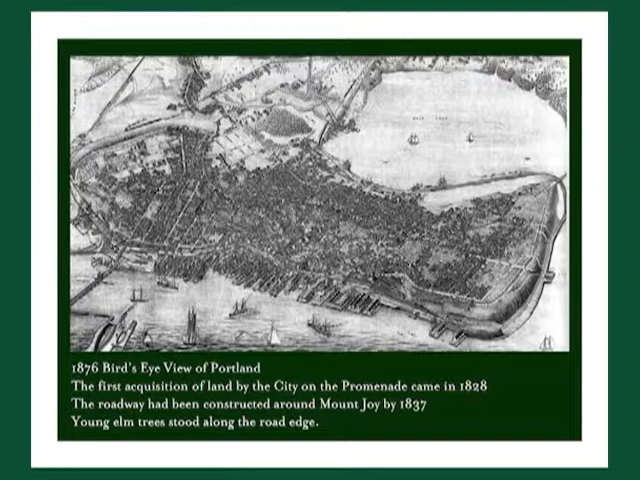 1876 Bird's Eye View of Portland
The first acquisition of land by the City on the Promenade came in 1828
The roadway had been constructed around Mount Joy by 1837
Young elm trees stood along the road edge.